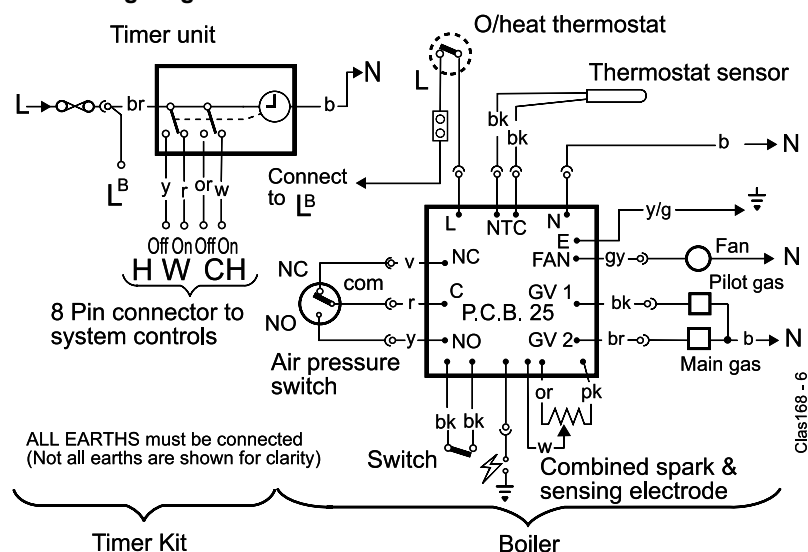 Timer unit
O/heat thermostat
Thermostat sensor
L
br
b
N
L
bk
bk
b
N
Lᴮ
y
r
or
w
Connect
to Lᴮ
y/g
Off On Off On
H W CH
8 Pin connector to
system controls
L
NTC
N
E
FAN
gy
Fan
N
NC
v
NC
com
r
C
P.C.B. 25
GV 1
bk
Pilot gas
NO
y
NO
GV 2
br
b
N
Main gas
Air pressure
switch
or
pk
bk
bk
w
Switch
Combined spark &
sensing electrode
ALL EARTHS must be connected
(Not all earths are shown for clarity)
Timer Kit
Boiler
Clas168 - 6